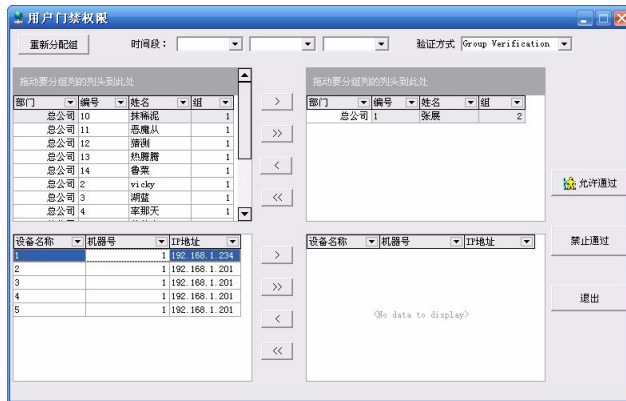 用户门禁权限
重新分配组 时间段： 验证方式 Group Verification
拖动要分组列的列头到此处
部门 编号 姓名 组
总公司 10 抹稀泥 1
总公司 11 恶魔从 1
总公司 12 猜测 1
总公司 13 热腾腾 1
总公司 14 鲁菜 1
总公司 2 vicky 1
总公司 3 湖蓝 1
总公司 4 率那天 1
>
>>
<
<<
拖动要分组列的列头到此处
部门 编号 姓名 组
总公司 1 张展 2
允许通过
禁止通过
退出
设备名称 机器号 IP地址
1 1 192.168.1.234
2 1 192.168.1.201
3 1 192.168.1.201
4 1 192.168.1.201
5 1 192.168.1.201
>
>>
<
<<
设备名称 机器号 IP地址
<No data to display>